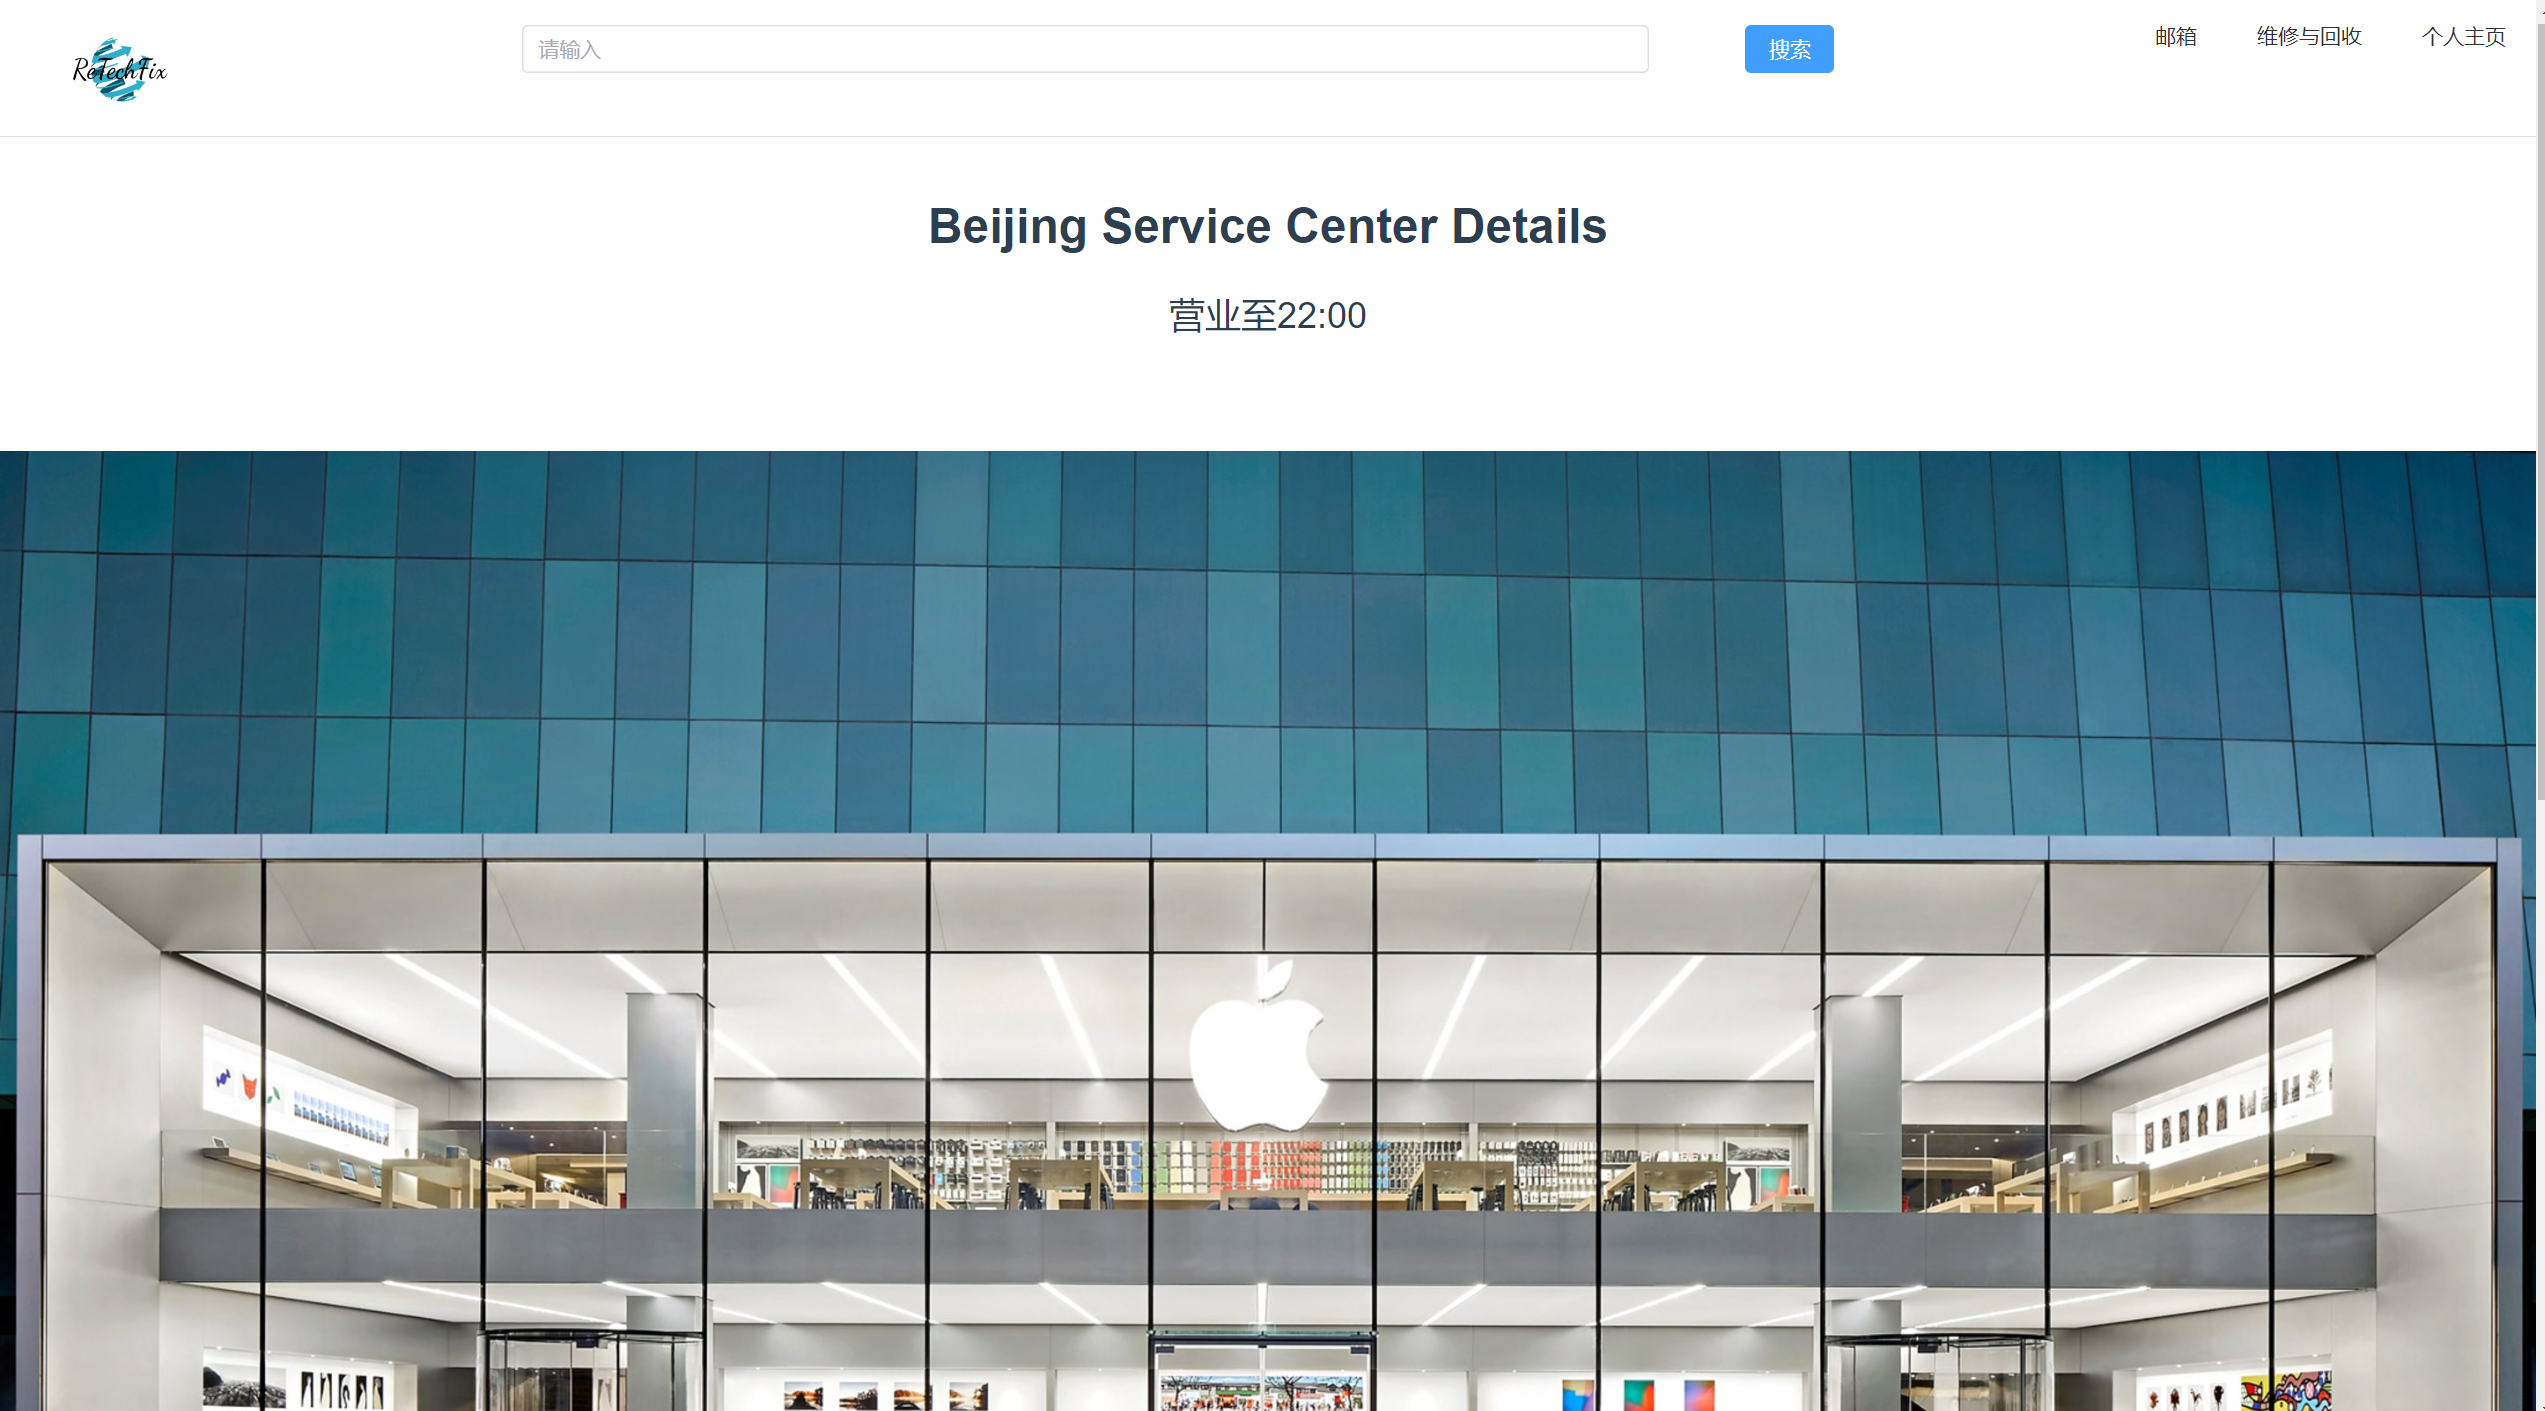 ReTechFix
请输入
搜索
邮箱
维修与回收
个人主页
Beijing Service Center Details
营业至22:00